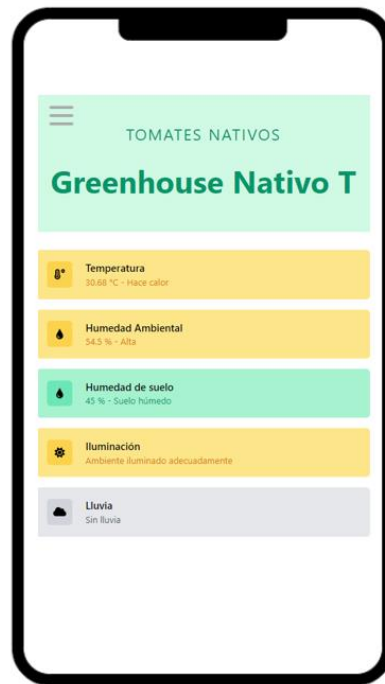 TOMATES NATIVOS
Greenhouse Nativo T
Temperatura
30.68 °C - Hace calor
Humedad Ambiental
54.5 % - Alta
Humedad de suelo
45 % - Suelo húmedo
Iluminación
Ambiente iluminado adecuadamente
Lluvia
Sin lluvia